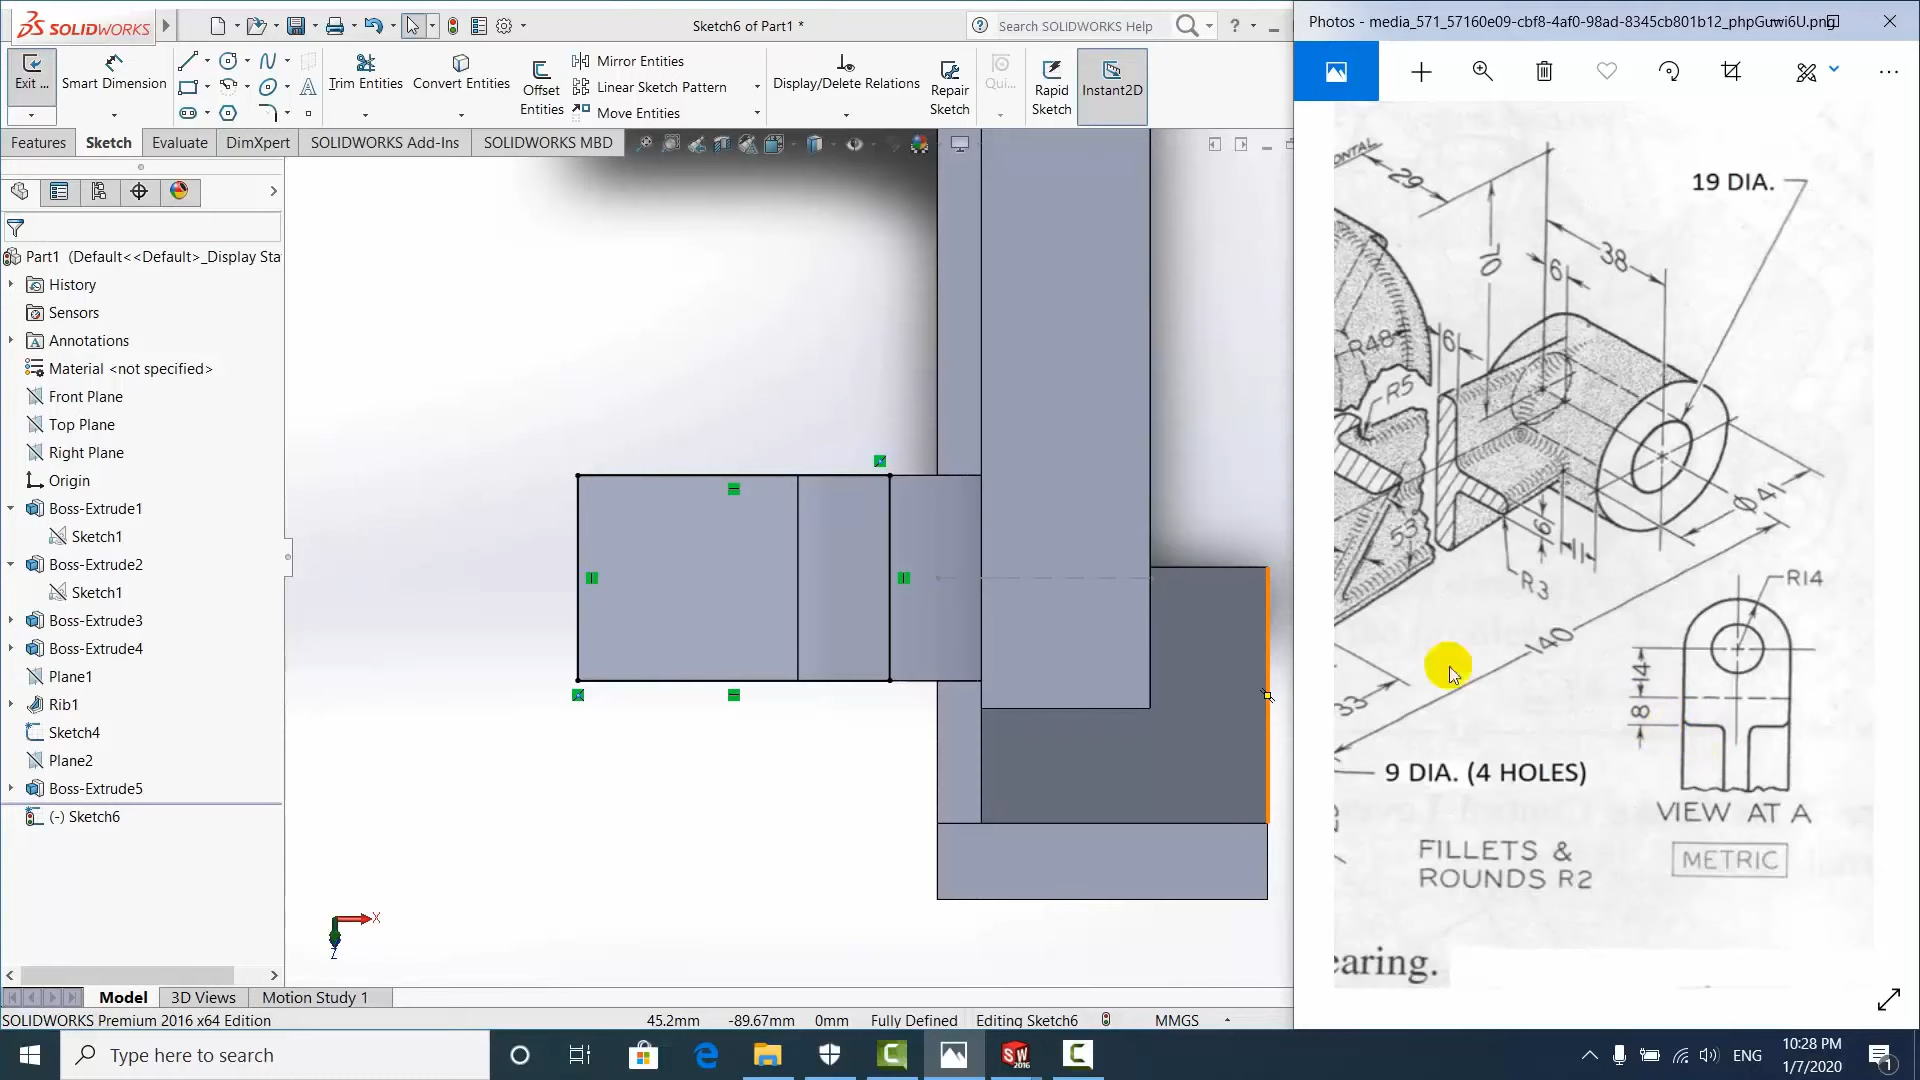 SOLIDWORKS
Sketch6 of Part1 *
Search SOLIDWORKS Help
?
Photos - media_571_57160e09-cbf8-4af0-98ad-8345cb801b12_phpGuwi6U.png
Exit ...
Smart Dimension
Trim Entities
Convert Entities
Offset Entities
Mirror Entities
Linear Sketch Pattern
Move Entities
Display/Delete Relations
Repair Sketch
Qui...
Rapid Sketch
Instant2D
Features
Sketch
Evaluate
DimXpert
SOLIDWORKS Add-Ins
SOLIDWORKS MBD
Part1 (Default<<Default>_Display Sta
History
Sensors
Annotations
Material <not specified>
Front Plane
Top Plane
Right Plane
Origin
Boss-Extrude1
Sketch1
Boss-Extrude2
Sketch1
Boss-Extrude3
Boss-Extrude4
Plane1
Rib1
Sketch4
Plane2
Boss-Extrude5
(-) Sketch6
X
Z
ONTAL
29
19 DIA.
70
38
6
R48
6
R5
53
Ø 41
6
11
R3
140
33
R14
14
8
9 DIA. (4 HOLES)
VIEW AT A
FILLETS &
ROUNDS R2
METRIC
earing.
Model
3D Views
Motion Study 1
SOLIDWORKS Premium 2016 x64 Edition
45.2mm
-89.67mm
0mm
Fully Defined
Editing Sketch6
MMGS
Type here to search
SW
2016
ENG
10:28 PM
1/7/2020
1